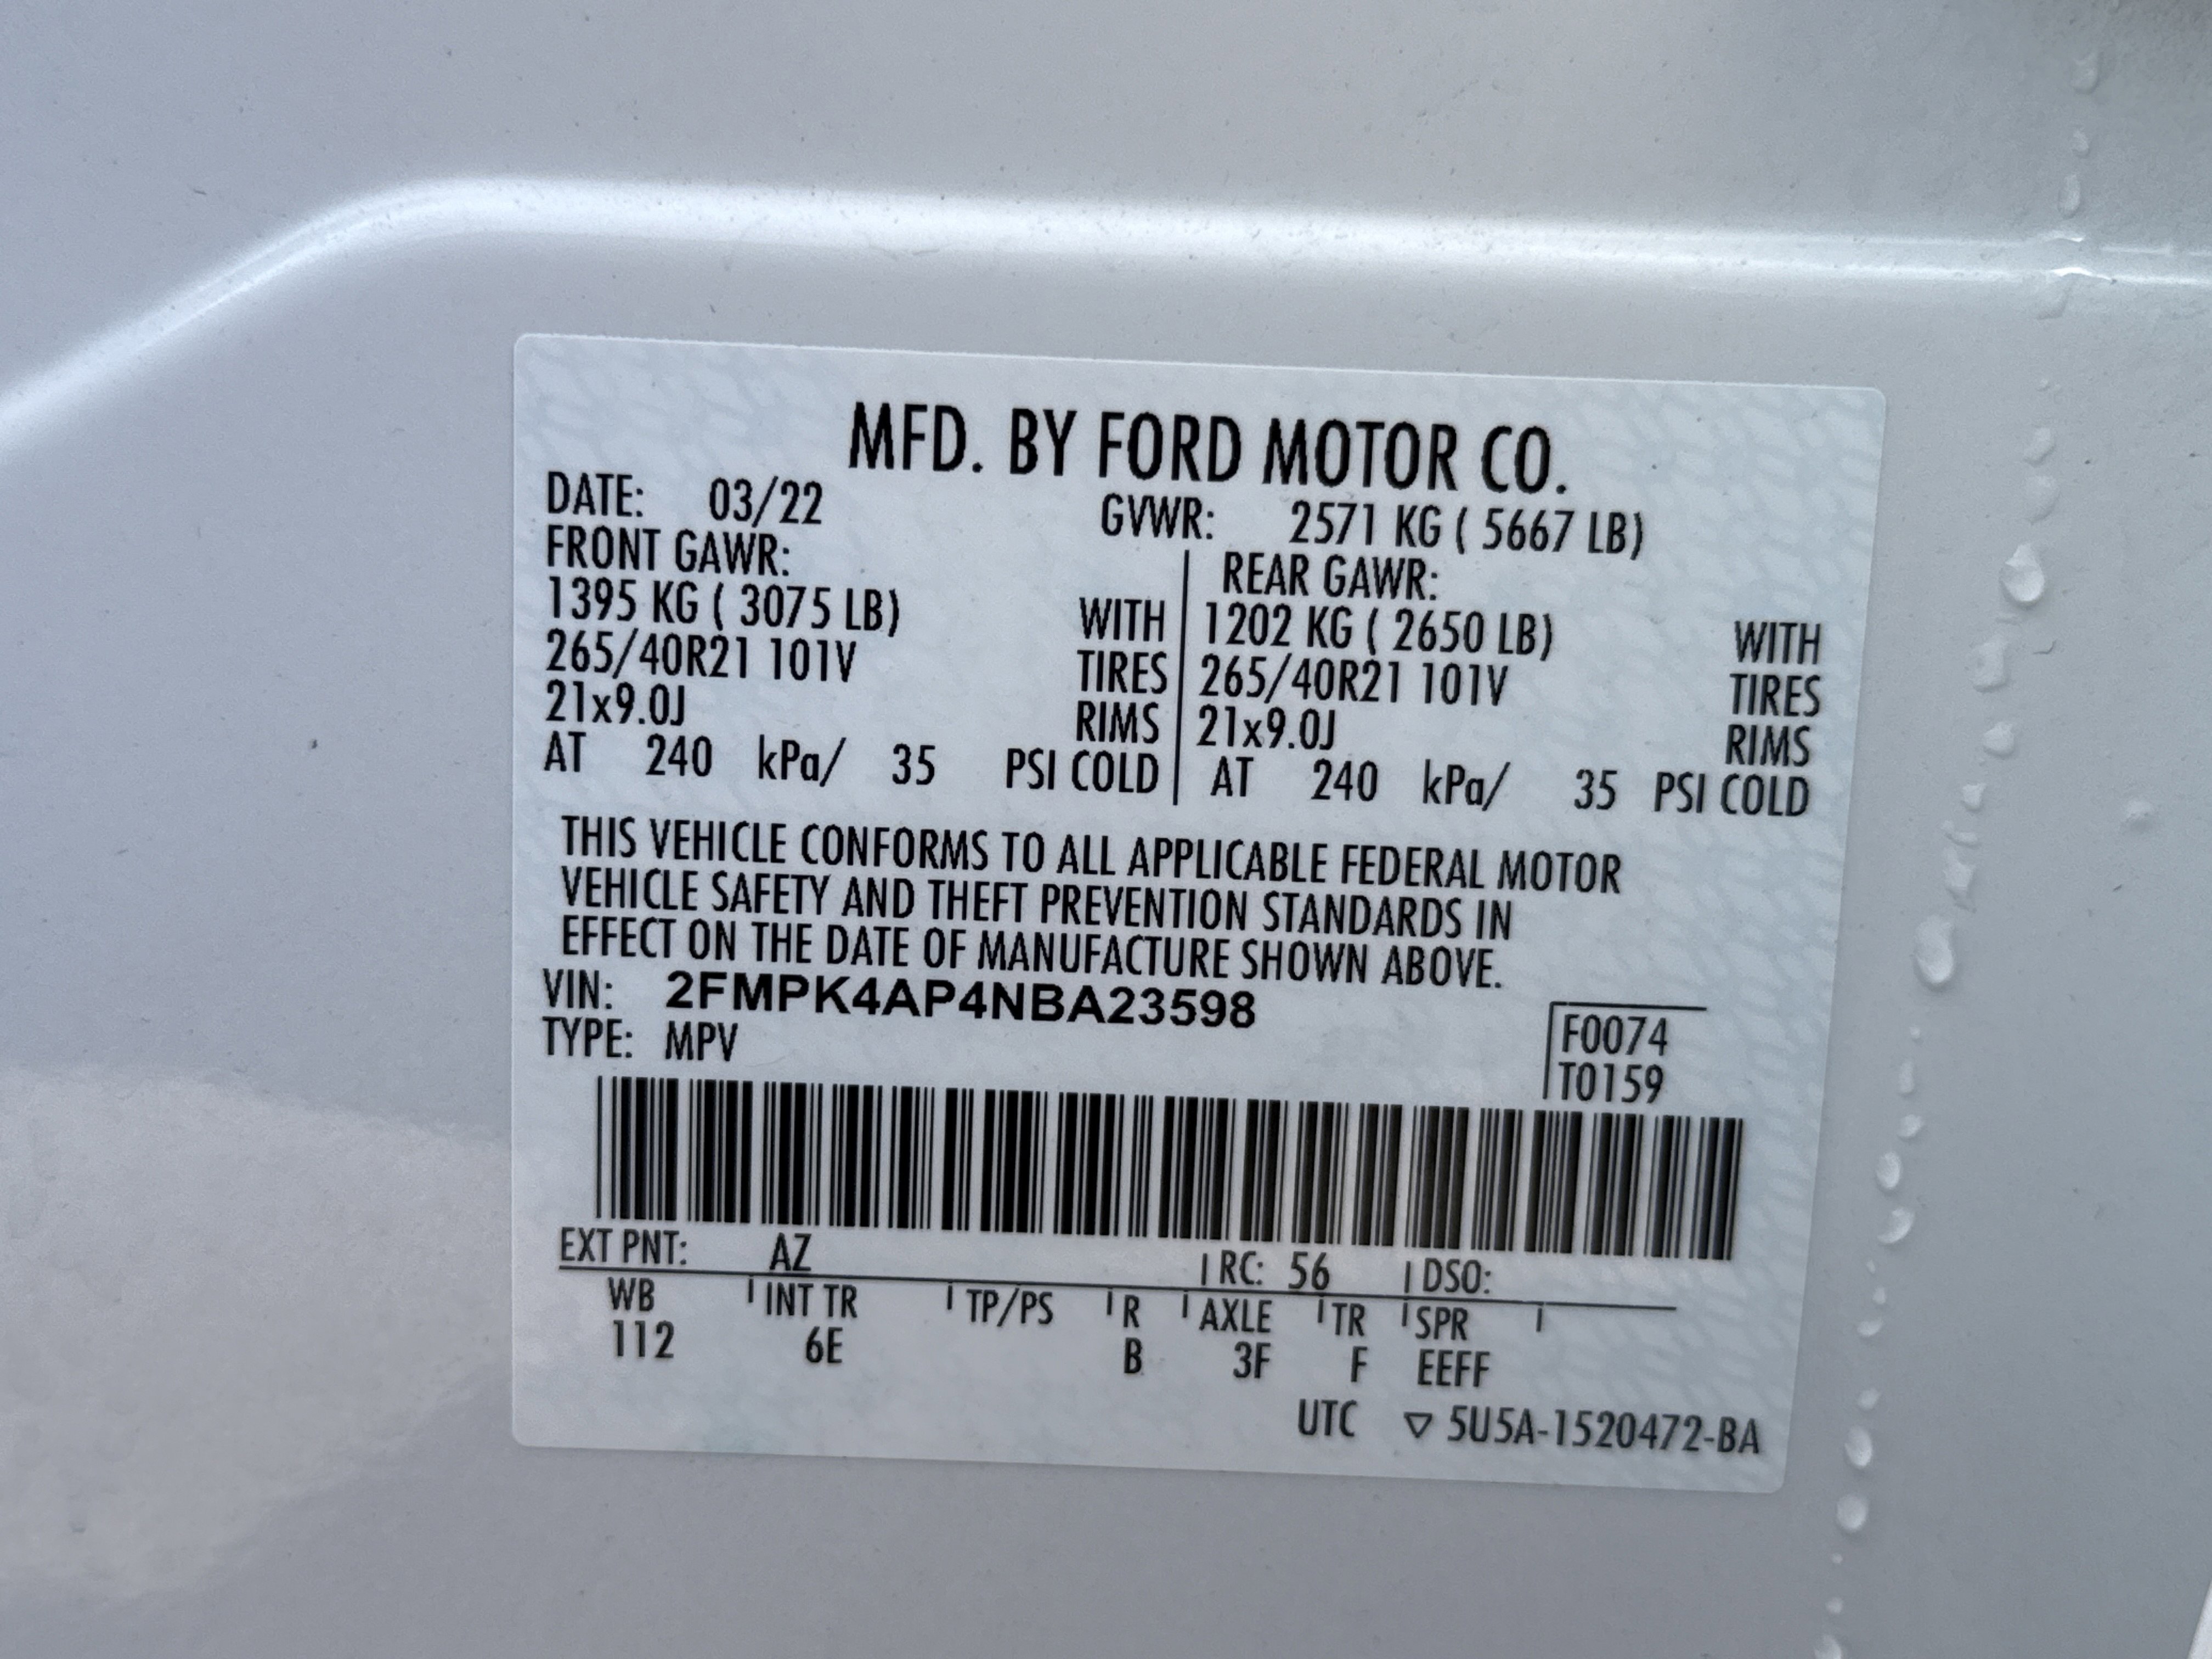 MFD. BY FORD MOTOR CO.
DATE: 03/22 GVWR: 2571 KG ( 5667 LB)
FRONT GAWR: REAR GAWR:
1395 KG ( 3075 LB) WITH 1202 KG ( 2650 LB) WITH
265/40R21 101V TIRES 265/40R21 101V TIRES
21x9.0J RIMS 21x9.0J RIMS
AT 240 kPa/ 35 PSI COLD AT 240 kPa/ 35 PSI COLD
THIS VEHICLE CONFORMS TO ALL APPLICABLE FEDERAL MOTOR
VEHICLE SAFETY AND THEFT PREVENTION STANDARDS IN
EFFECT ON THE DATE OF MANUFACTURE SHOWN ABOVE.
VIN: 2FMPK4AP4NBA23598
TYPE: MPV
F0074
T0159
EXT PNT: AZ RC: 56 DSO:
WB INT TR TP/PS R AXLE TR SPR
112 6E B 3F F EEFF
UTC ▽ 5U5A-1520472-BA